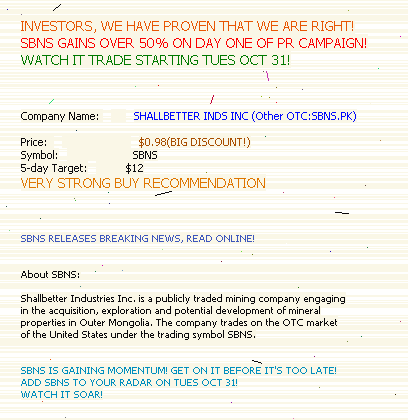 INVESTORS, WE HAVE PROVEN THAT WE ARE RIGHT!
SBNS GAINS OVER 50% ON DAY ONE OF PR CAMPAIGN!
WATCH IT TRADE STARTING TUES OCT 31!
Company Name: SHALLBETTER INDS INC (Other OTC:SBNS.PK)
Price: $0.98(BIG DISCOUNT!)
Symbol: SBNS
5-day Target: $12
VERY STRONG BUY RECOMMENDATION
SBNS RELEASES BREAKING NEWS, READ ONLINE!
About SBNS:
Shallbetter Industries Inc. is a publicly traded mining company engaging
in the acquisition, exploration and potential development of mineral
properties in Outer Mongolia. The company trades on the OTC market
of the United States under the trading symbol SBNS.
SBNS IS GAINING MOMENTUM! GET ON IT BEFORE IT'S TOO LATE!
ADD SBNS TO YOUR RADAR ON TUES OCT 31!
WATCH IT SOAR!